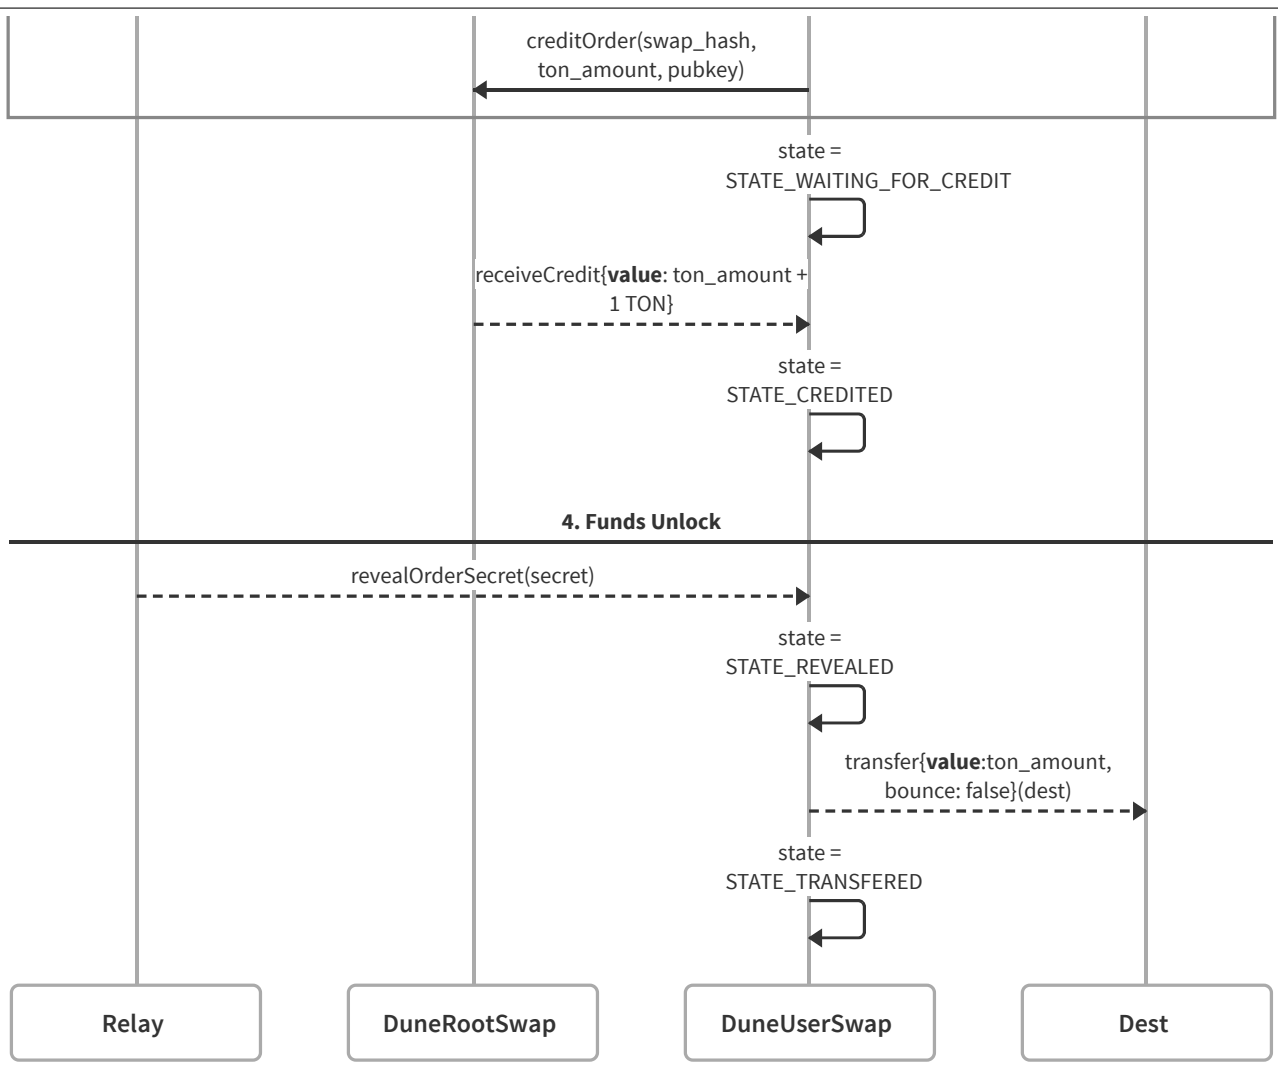 creditOrder(swap_hash,
ton_amount, pubkey)
state =
STATE_WAITING_FOR_CREDIT
receiveCredit{value: ton_amount +
1 TON}
state =
STATE_CREDITED
4. Funds Unlock
revealOrderSecret(secret)
state =
STATE_REVEALED
transfer{value:ton_amount,
bounce: false}(dest)
state =
STATE_TRANSFERED
Relay
DuneRootSwap
DuneUserSwap
Dest